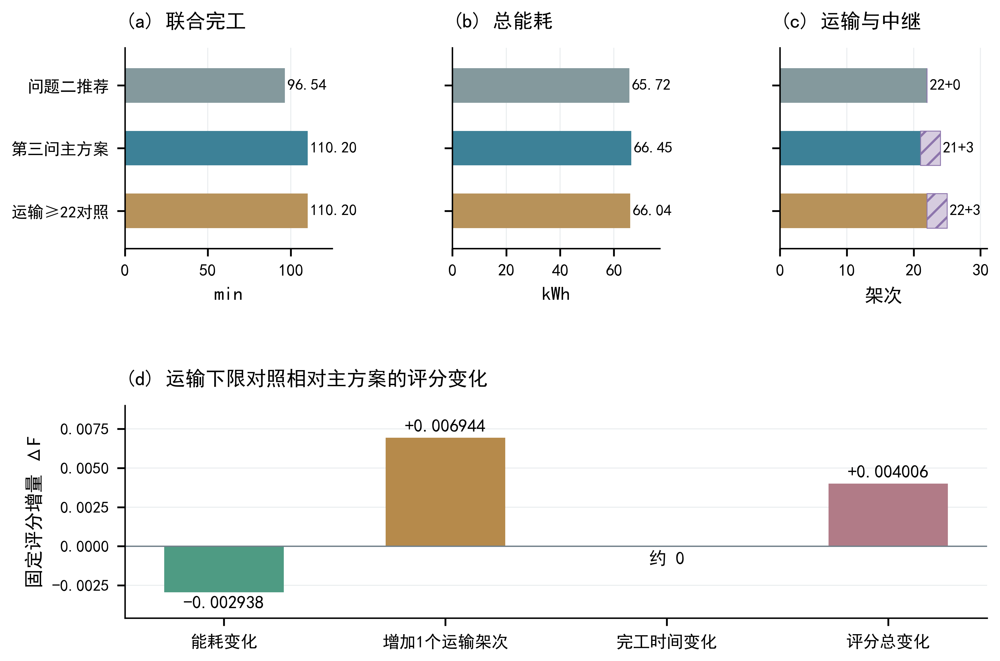 (a) 联合完工
问题二推荐
第三问主方案
运输≥22对照
96.54
110.20
110.20
0 50 100
min
(b) 总能耗
65.72
66.45
66.04
0 20 40 60
kWh
(c) 运输与中继
22+0
21+3
22+3
0 10 20 30
架次
(d) 运输下限对照相对主方案的评分变化
固定评分增量 ΔF
0.0075
0.0050
0.0025
0.0000
−0.0025
−0.002938
+0.006944
约 0
+0.004006
能耗变化
增加1个运输架次
完工时间变化
评分总变化